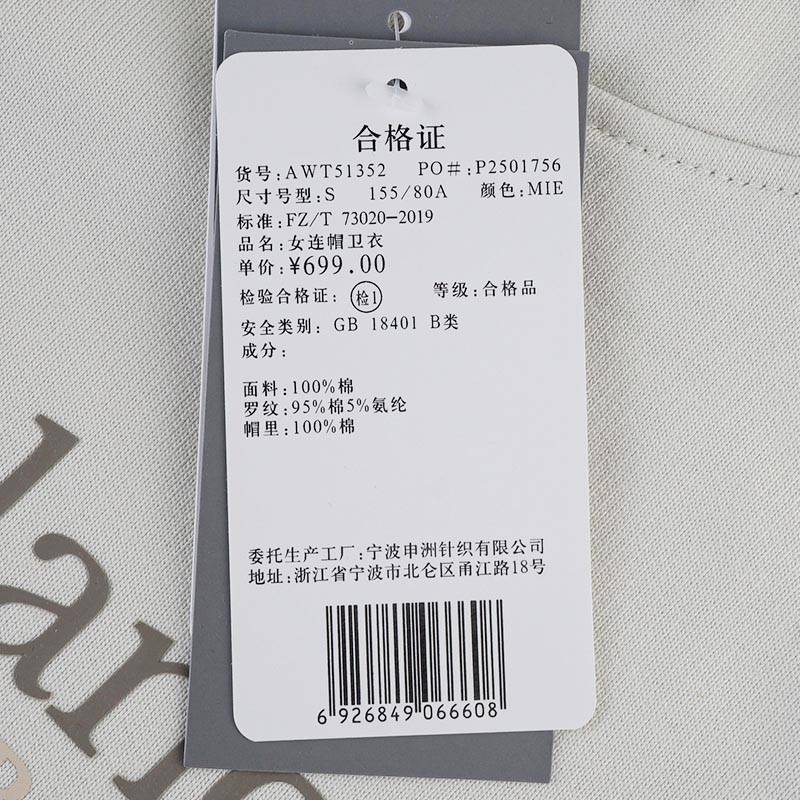 合格证
货号:AWT51352 PO#:P2501756
尺寸号型:S 155/80A 颜色:MIE
标准:FZ/T 73020-2019
品名:女连帽卫衣
单价:¥699.00
检验合格证: 检1 等级:合格品
安全类别: GB 18401 B类
成分:
面料:100%棉
罗纹:95%棉5%氨纶
帽里:100%棉
委托生产工厂:宁波申洲针织有限公司
地址:浙江省宁波市北仑区甬江路18号
6 926849 066608
lan